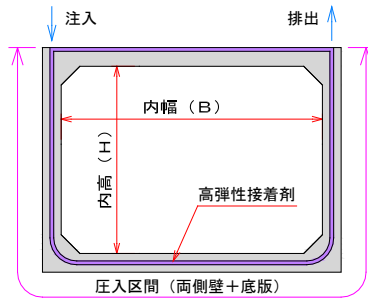 注入
排出
内幅（B）
内高（H）
高弾性接着剤
圧入区間（両側壁＋底版）